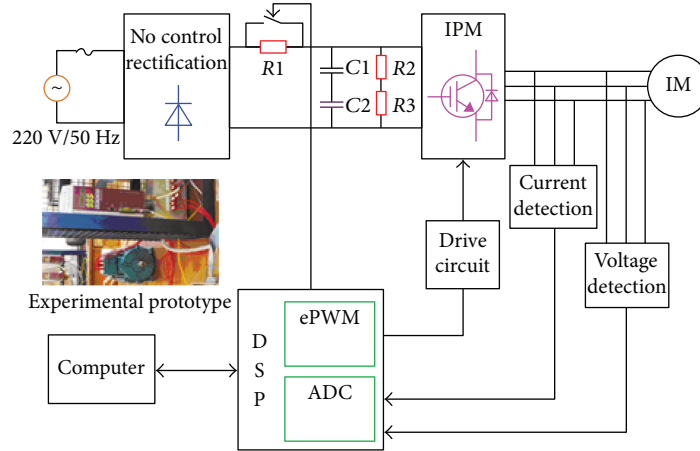 No control
rectification
R1
C1
C2
R2
R3
IPM
IM
~
220 V/50 Hz
Current
detection
Voltage
detection
Drive
circuit
Experimental prototype
Computer
D
S
P
ePWM
ADC